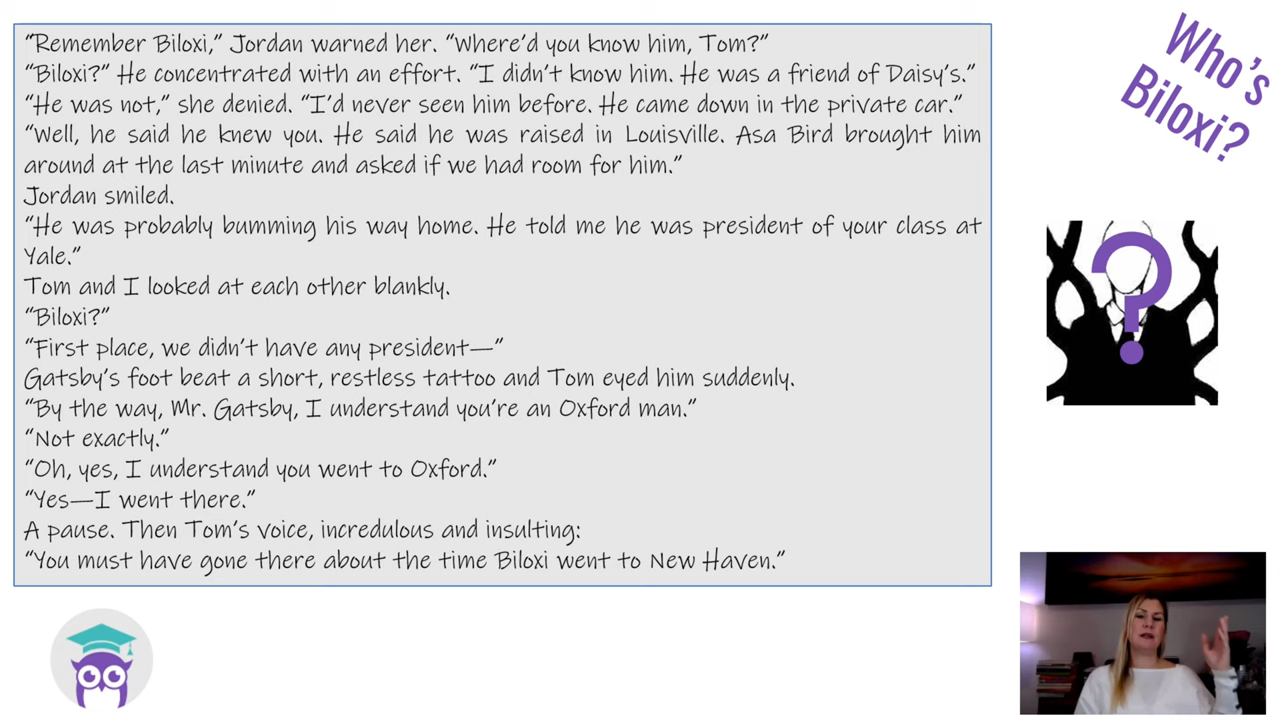 “Remember Biloxi,” Jordan warned her. “Where’d you know him, Tom?”
“Biloxi?” He concentrated with an effort. “I didn’t know him. He was a friend of Daisy’s.”
“He was not,” she denied. “I’d never seen him before. He came down in the private car.”
“Well, he said he knew you. He said he was raised in Louisville. Asa Bird brought him
around at the last minute and asked if we had room for him.”
Jordan smiled.
“He was probably bumming his way home. He told me he was president of your class at
Yale.”
Tom and I looked at each other blankly.
“Biloxi?”
“First place, we didn’t have any president—”
Gatsby’s foot beat a short, restless tattoo and Tom eyed him suddenly.
“By the way, Mr. Gatsby, I understand you’re an Oxford man.”
“Not exactly.”
“Oh, yes, I understand you went to Oxford.”
“Yes—I went there.”
A pause. Then Tom’s voice, incredulous and insulting:
“You must have gone there about the time Biloxi went to New Haven.”
Who’s
Biloxi?
?